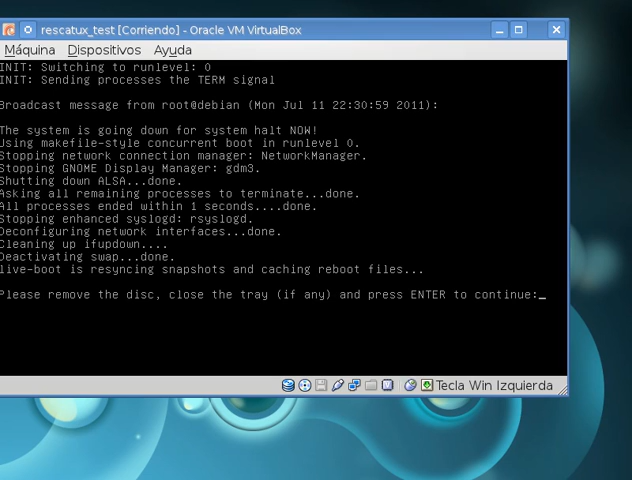 rescatux_test [Corriendo] - Oracle VM VirtualBox
Máquina Dispositivos Ayuda
INIT: Switching to runlevel: 0
INIT: Sending processes the TERM signal
Broadcast message from root@debian (Mon Jul 11 22:30:59 2011):
The system is going down for system halt NOW!
Using makefile-style concurrent boot in runlevel 0.
Stopping network connection manager: NetworkManager.
Stopping GNOME Display Manager: gdm3.
Shutting down ALSA...done.
Asking all remaining processes to terminate...done.
All processes ended within 1 seconds....done.
Stopping enhanced syslogd: rsyslogd.
Deconfiguring network interfaces...done.
Cleaning up ifupdown....
Deactivating swap...done.
live-boot is resyncing snapshots and caching reboot files...
Please remove the disc, close the tray (if any) and press ENTER to continue:_
Tecla Win Izquierda